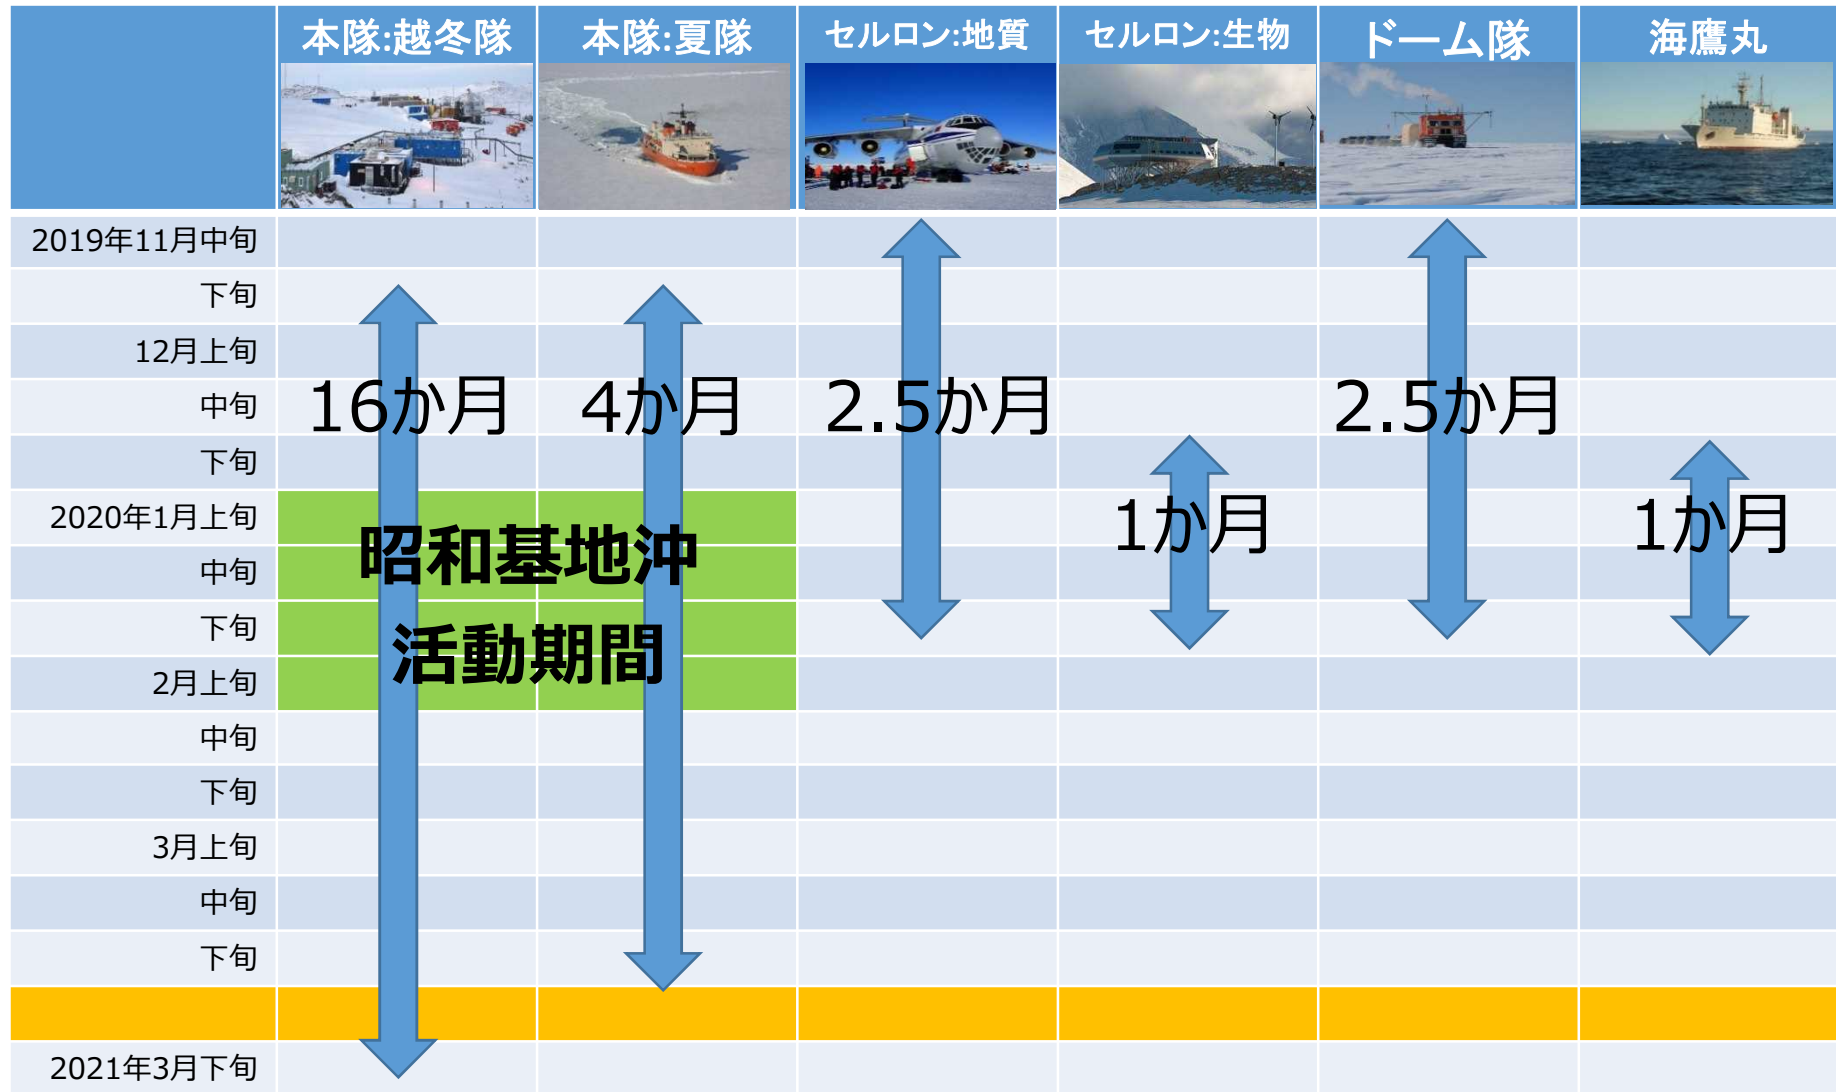 本隊:越冬隊 本隊:夏隊 セルロン:地質 セルロン:生物 ドーム隊 海鷹丸
2019年11月中旬
下旬
12月上旬
中旬 16か月 4か月 2.5か月 2.5か月
下旬
2020年1月上旬 1か月 1か月
昭和基地沖
中旬
下旬
活動期間
2月上旬
中旬
下旬
3月上旬
中旬
下旬
2021年3月下旬